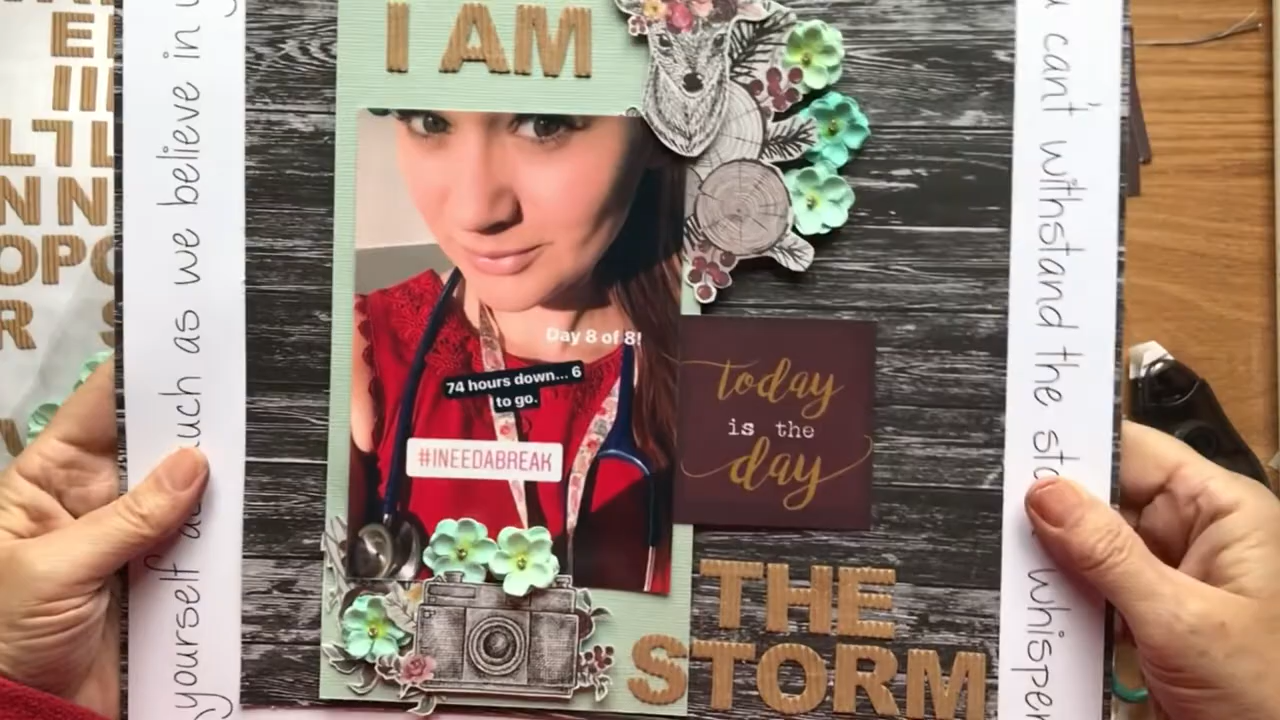 I AM
yourself as much as we believe in
can't withstand the
whisper
Day 8 of 8!
74 hours down... 6
to go.
#INEEDABREAK
today
is the
day
THE
STORM